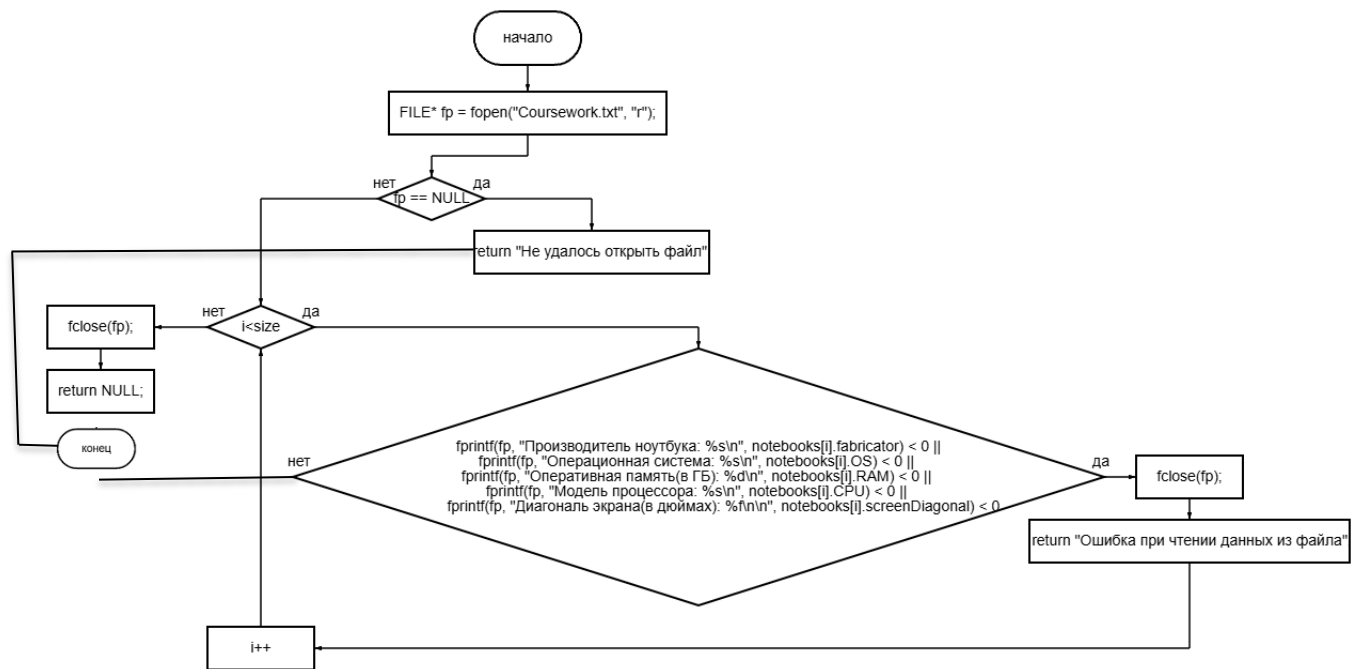 начало
FILE* fp = fopen("Coursework.txt", "r");
нет
да
fp == NULL
return "Не удалось открыть файл"
нет
да
fclose(fp);
i<size
return NULL;
конец
нет
да
fprintf(fp, "Производитель ноутбука: %s\n", notebooks[i].fabricator) < 0 ||
fprintf(fp, "Операционная система: %s\n", notebooks[i].OS) < 0 ||
fprintf(fp, "Оперативная память(в ГБ): %d\n", notebooks[i].RAM) < 0 ||
fprintf(fp, "Модель процессора: %s\n", notebooks[i].CPU) < 0 ||
fprintf(fp, "Диагональ экрана(в дюймах): %f\n\n", notebooks[i].screenDiagonal) < 0
fclose(fp);
return "Ошибка при чтении данных из файла"
i++